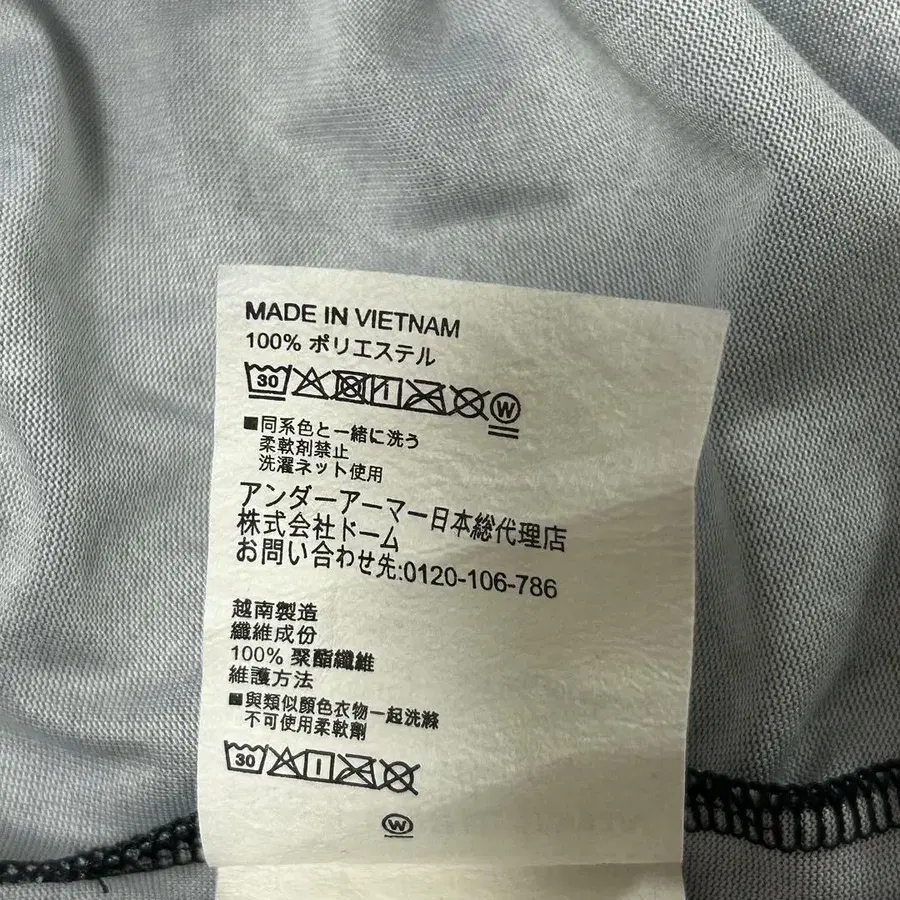 MADE IN VIETNAM
100% ポリエステル
30 W
■同系色と一緒に洗う
柔軟剤禁止
洗濯ネット使用
アンダーアーマー日本総代理店
株式会社ドーム
お問い合わせ先:0120-106-786
越南製造
纖維成份
100% 聚酯纖維
維護方法
■與類似顏色衣物一起洗滌
不可使用柔軟劑
30
W